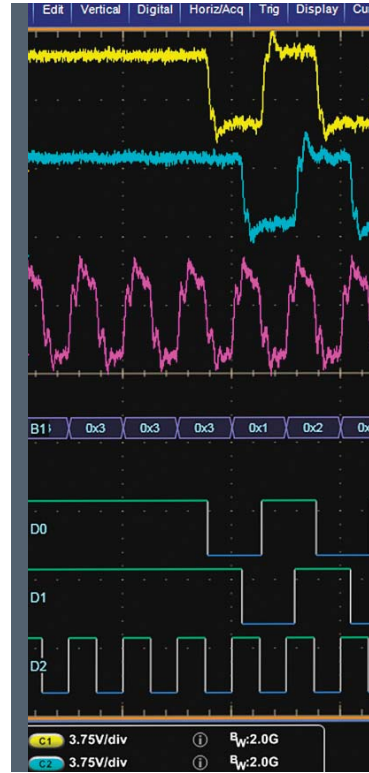 Edit Vertical Digital Horiz/Acq Trig Display
B1 0x3 0x3 0x3 0x1 0x2
D0
D1
D2
C1 3.75V/div BW:2.0G
C2 3.75V/div BW:2.0G